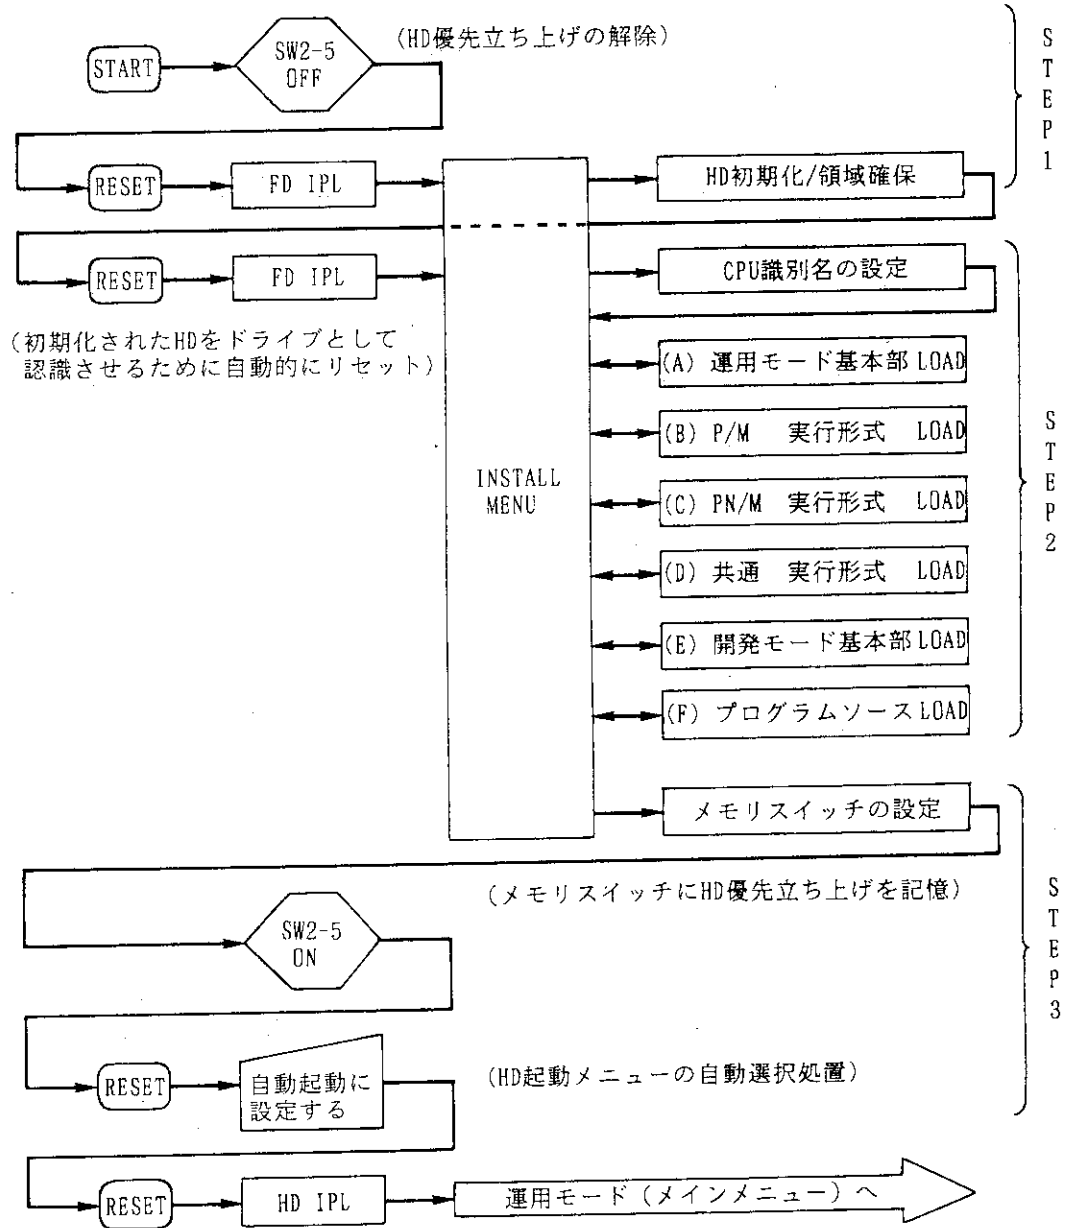 (HD優先立ち上げの解除)
START
SW2-5
OFF
STEP1
RESET
FD IPL
HD初期化/領域確保
RESET
FD IPL
CPU識別名の設定
(初期化されたHDをドライブとして
認識させるために自動的にリセット)
INSTALL
MENU
(A) 運用モード基本部 LOAD
(B) P/M 実行形式 LOAD
(C) PN/M 実行形式 LOAD
(D) 共通 実行形式 LOAD
(E) 開発モード基本部 LOAD
(F) プログラムソース LOAD
STEP2
メモリスイッチの設定
(メモリスイッチにHD優先立ち上げを記憶)
SW2-5
ON
STEP3
RESET
自動起動に
設定する
(HD起動メニューの自動選択処置)
RESET
HD IPL
運用モード(メインメニュー)へ